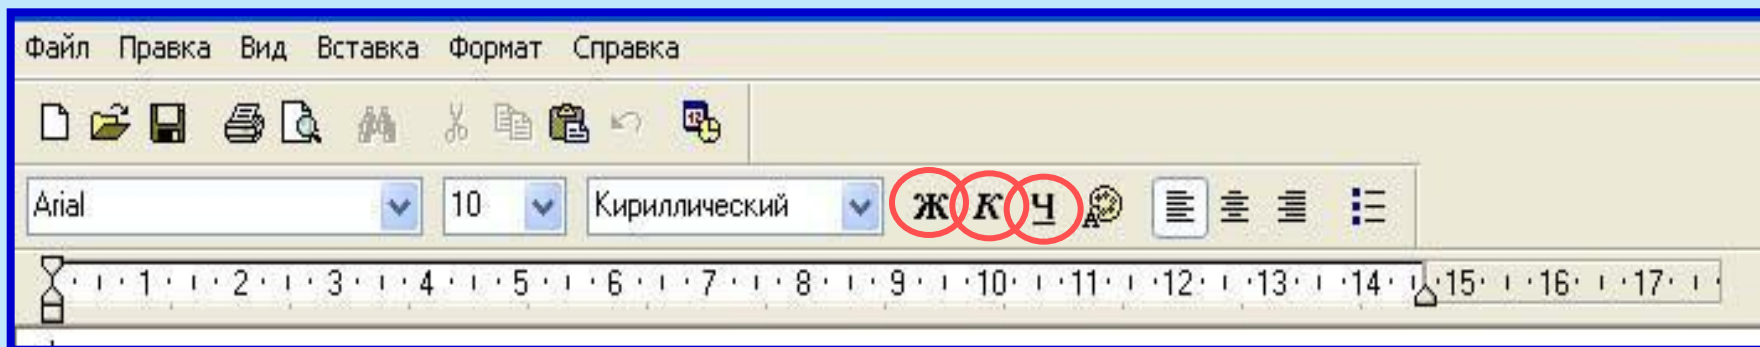 Файл Правка Вид Вставка Формат Справка
12
Arial 10 Кириллический Ж К Ч А
1 2 3 4 5 6 7 8 9 10 11 12 13 14 15 16 17